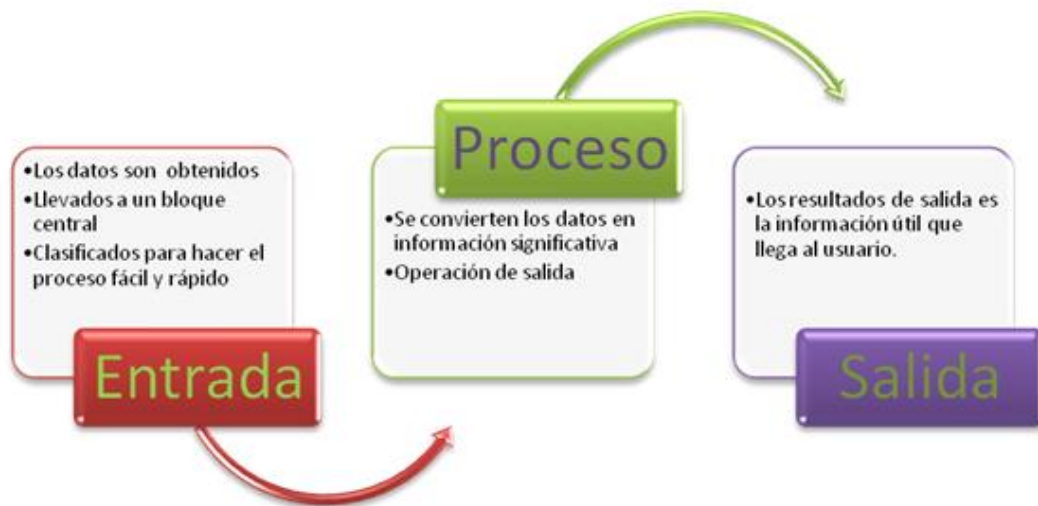 •Los datos son obtenidos
•Llevados a un bloque
central
•Clasificados para hacer el
proceso fácil y rápido
Entrada
Proceso
•Se convierten los datos en
información significativa
•Operación de salida
•Los resultados de salida es
la información útil que
llega al usuario.
Salida